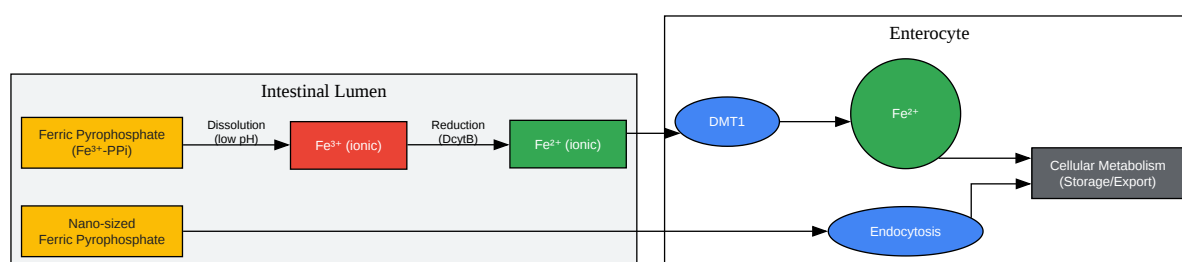 Enterocyte
Intestinal Lumen
Ferric Pyrophosphate
(Fe³⁺-PPi)
Dissolution
(low pH)
Fe³⁺ (ionic)
Reduction
(DcytB)
Fe²⁺ (ionic)
DMT1
Fe²⁺
Cellular Metabolism
(Storage/Export)
Nano-sized
Ferric Pyrophosphate
Endocytosis